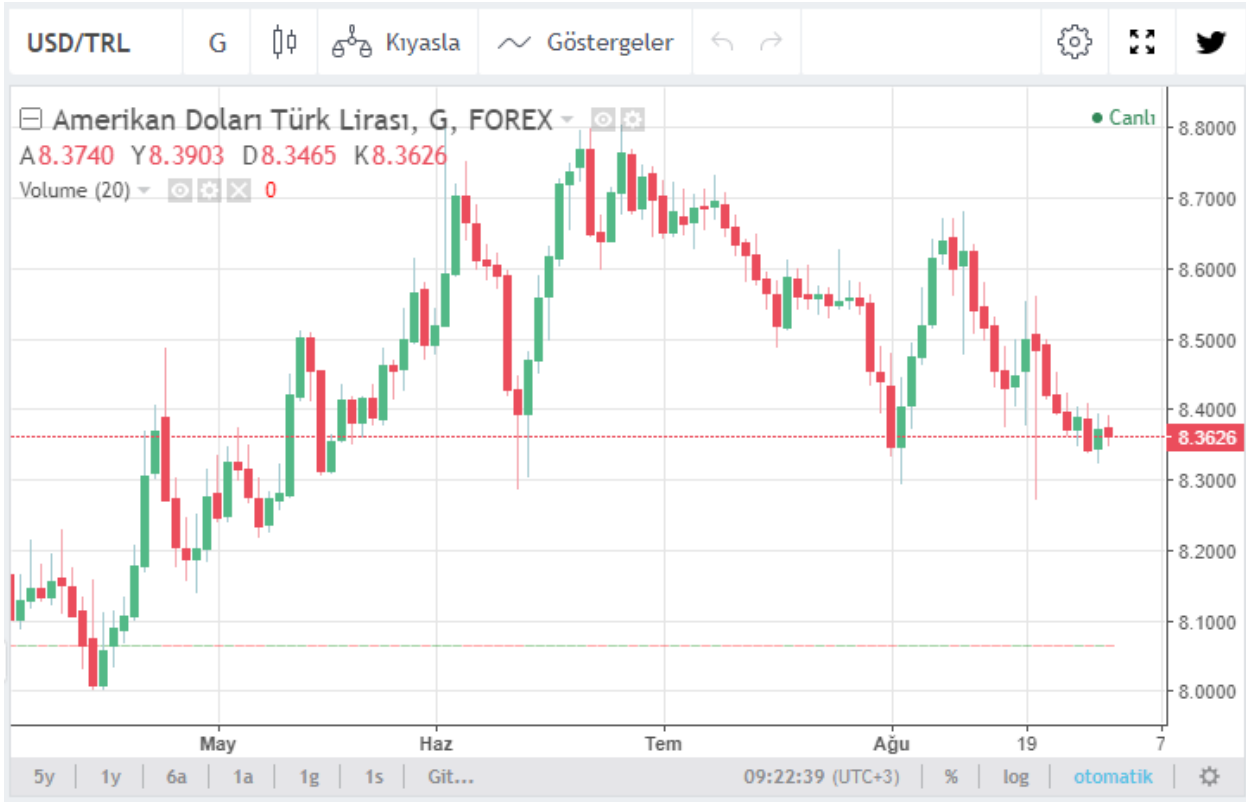 USD/TRL G Kıyasla Göstergeler
Amerikan Doları Türk Lirası, G, FOREX
Canlı
A8.3740 Y8.3903 D8.3465 K8.3626
Volume (20) 0
8.8000
8.7000
8.6000
8.5000
8.4000
8.3626
8.3000
8.2000
8.1000
8.0000
May Haz Tem Ağu 19 7
5y 1y 6a 1a 1g 1s Git... 09:22:39 (UTC+3) % log otomatik